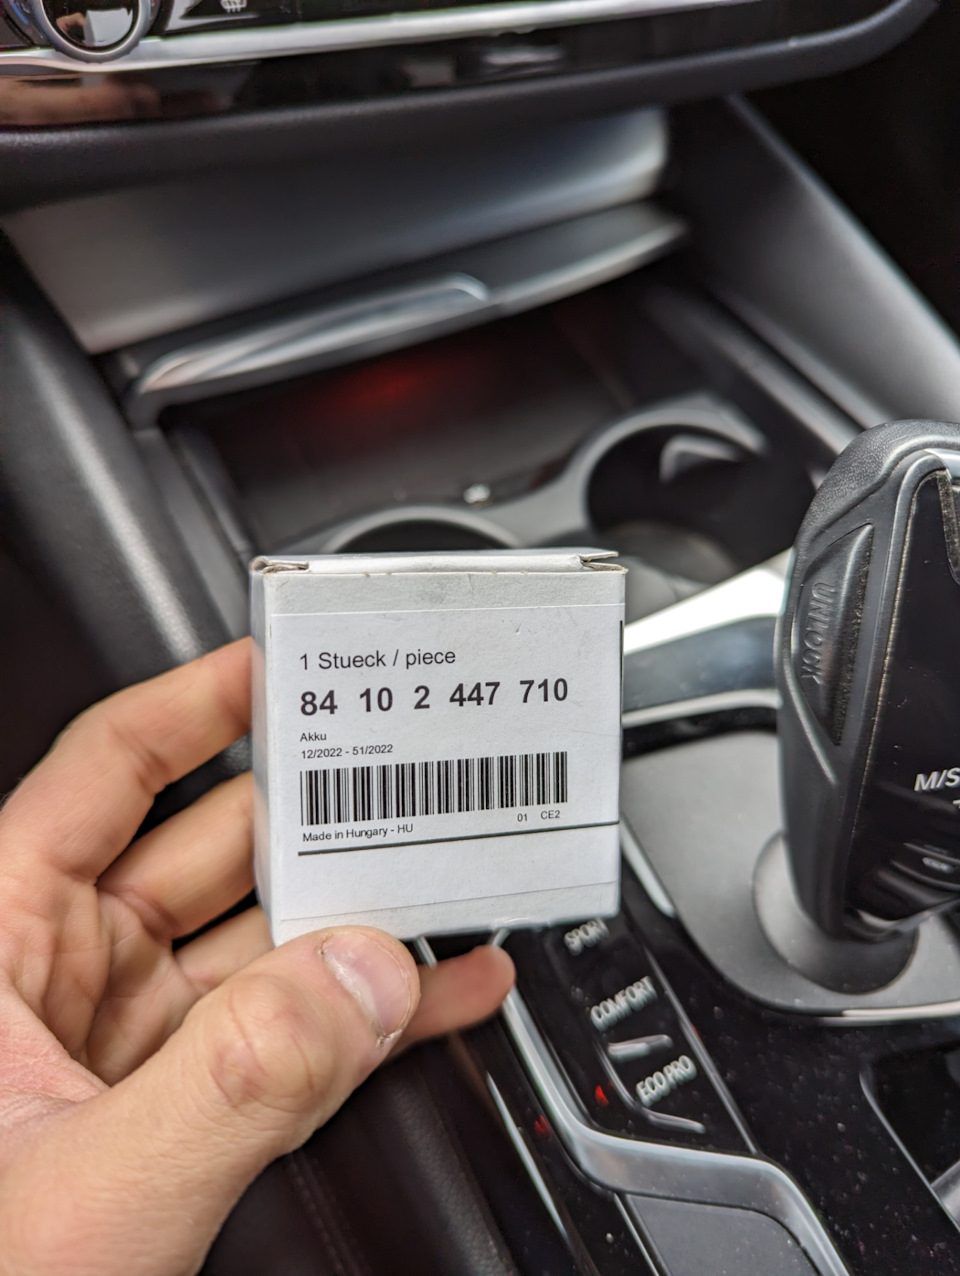 1 Stueck / piece
84 10 2 447 710
Akku
12/2022 - 51/2022
Made in Hungary - HU
01 CE2
UNLOCK
M/S
SPORT
COMFORT
ECO PRO